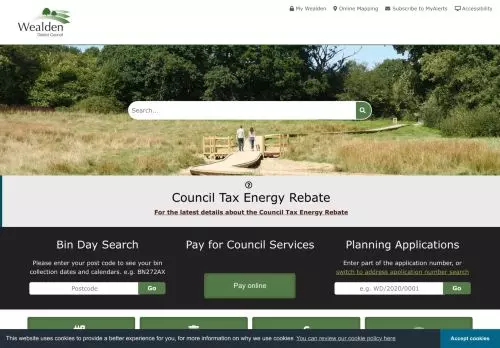 Wealden
District Council
My Wealden
Online Mapping
Subscribe to MyAlerts
Accessibility
Search...
Council Tax Energy Rebate
For the latest details about the Council Tax Energy Rebate
Bin Day Search
Please enter your post code to see your bin
collection dates and calendars. e.g. BN272AX
Postcode
Go
Pay for Council Services
Pay online
Planning Applications
Enter part of the application number, or
switch to address application number search
e.g. WD/2020/0001
Go
This website uses cookies to provide a better experience for you, for more information on why we use cookies You can review our cookie policy here
Accept cookies